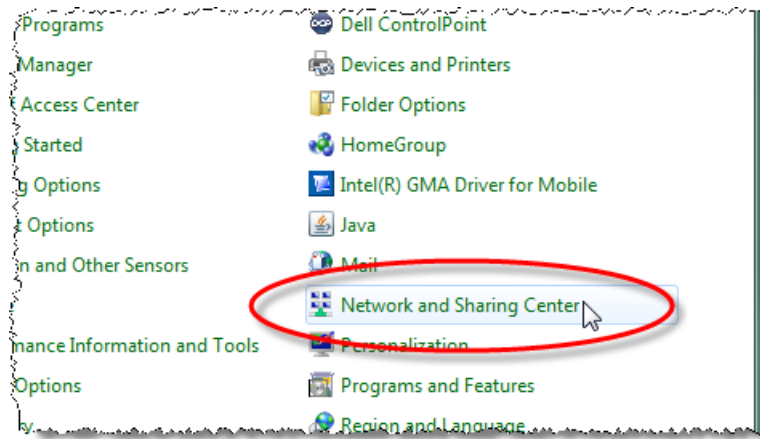 Programs
Dell ControlPoint
Manager
Devices and Printers
Access Center
Folder Options
Started
HomeGroup
g Options
Intel(R) GMA Driver for Mobile
t Options
Java
n and Other Sensors
Mail
Network and Sharing Center
mance Information and Tools
Personalization
Options
Programs and Features
y
Region and Language